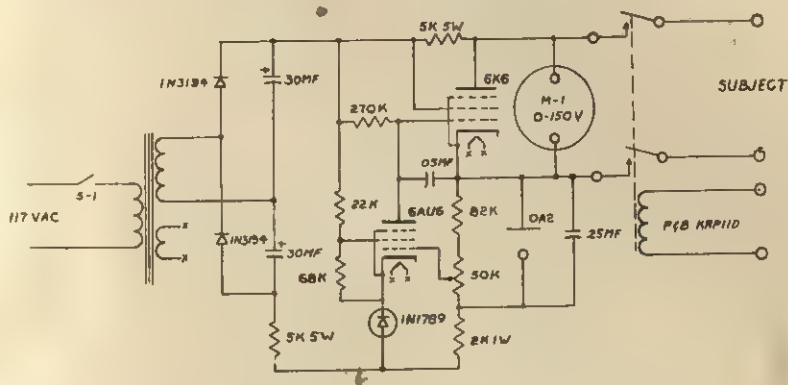 5K 5W
6K6
1N3194
30MF
270K
M-1
0-150V
SUBJECT
S-1
.05MF
117 VAC
22K
6AU6
82K
0A2
.25MF
P&B KRP11D
1N3194
30MF
68K
50K
1N1789
5K 5W
2K 1W
x x
x x
x
x
+
+